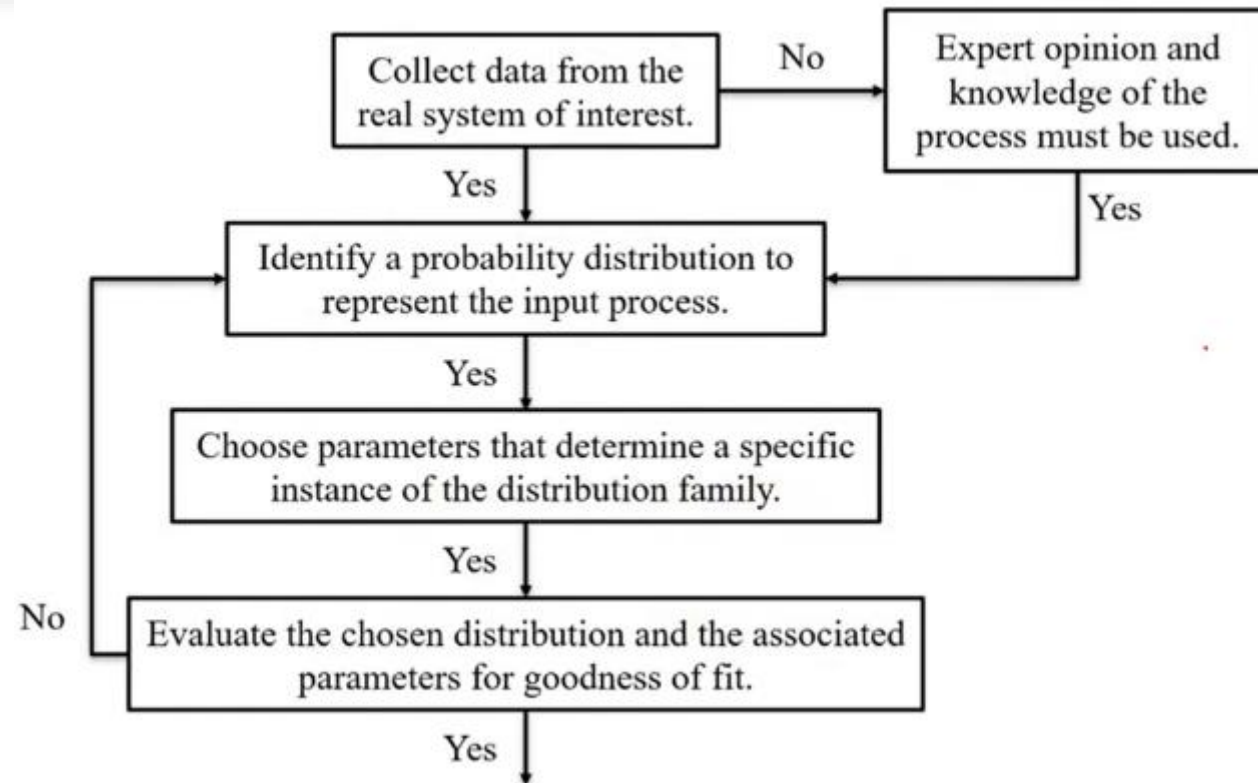 Collect data from the
real system of interest.
No
Expert opinion and
knowledge of the
process must be used.
Yes
Yes
Identify a probability distribution to
represent the input process.
Yes
Choose parameters that determine a specific
instance of the distribution family.
Yes
No
Evaluate the chosen distribution and the associated
parameters for goodness of fit.
Yes